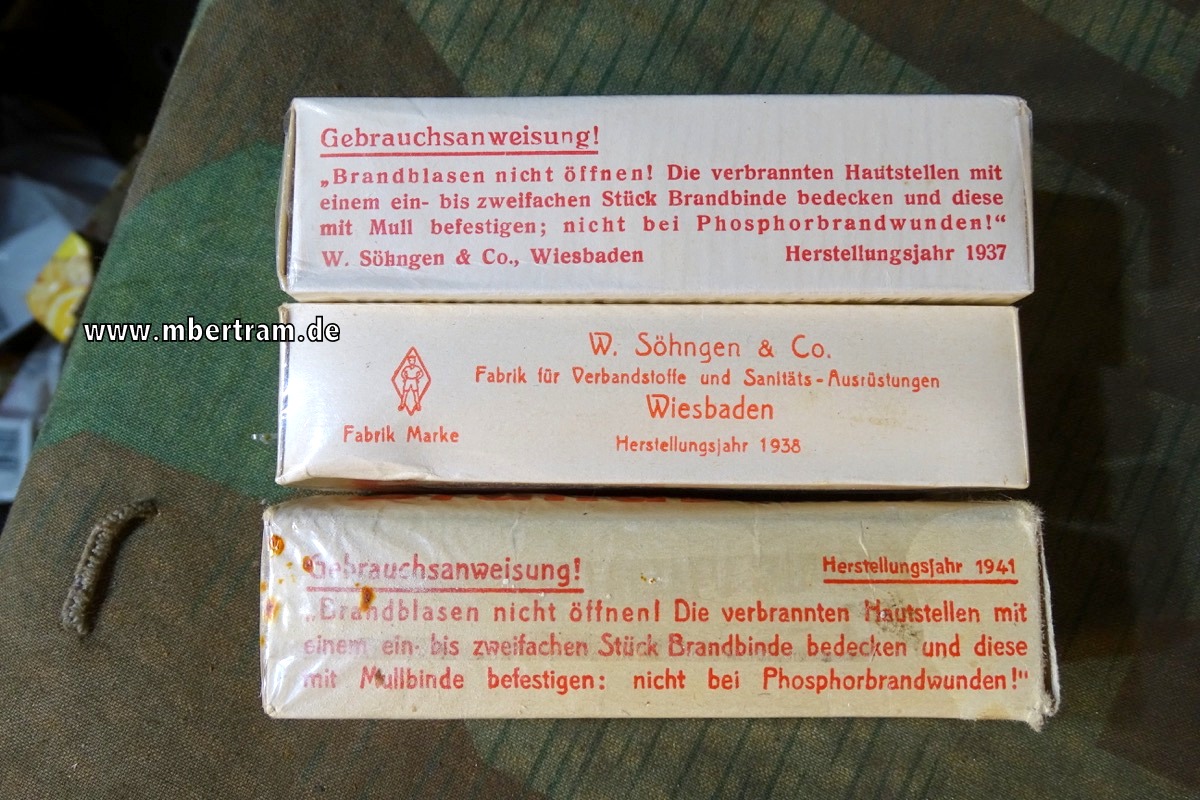 Gebrauchsanweisung!
„Brandblasen nicht öffnen! Die verbrannten Hautstellen mit
einem ein- bis zweifachen Stück Brandbinde bedecken und diese
mit Mull befestigen; nicht bei Phosphorbrandwunden!“
W. Söhngen & Co., Wiesbaden Herstellungsjahr 1937
www.mbertram.de
W. Söhngen & Co.
Fabrik für Verbandstoffe und Sanitäts-Ausrüstungen
Wiesbaden
Fabrik Marke
Herstellungsjahr 1938
Gebrauchsanweisung! Herstellungsjahr 1941
„Brandblasen nicht öffnen! Die verbrannten Hautstellen mit
einem ein- bis zweifachen Stück Brandbinde bedecken und diese
mit Mullbinde befestigen: nicht bei Phosphorbrandwunden!"